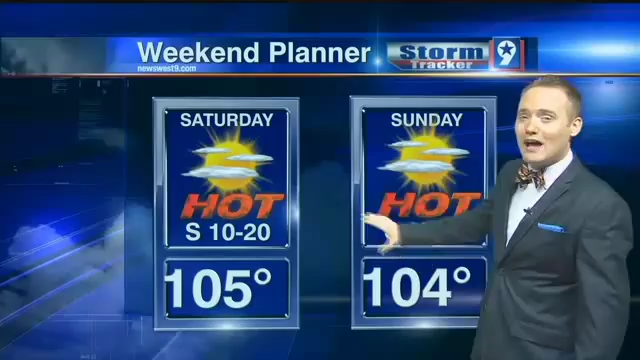 Weekend Planner
newswest9.com
Storm
Tracker
9
SATURDAY
HOT
S 10-20
105°
SUNDAY
HOT
104°